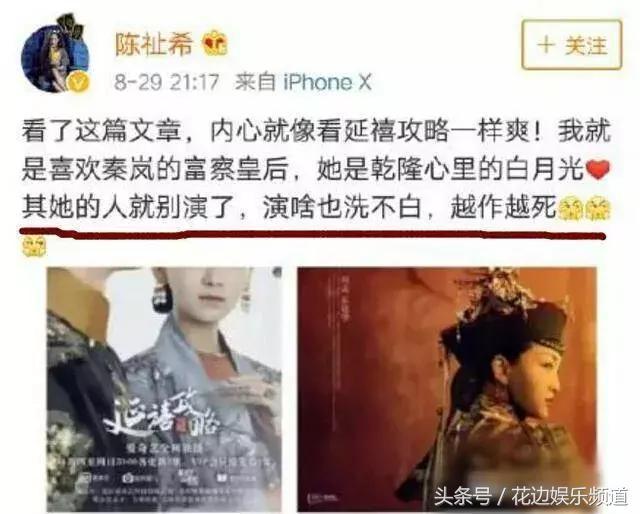 陈祉希
+ 关注
8-29 21:17 来自 iPhone X
看了这篇文章，内心就像看延禧攻略一样爽！我就
是喜欢秦岚的富察皇后，她是乾隆心里的白月光
其她的人就别演了，演啥也洗不白，越作越死
延禧攻略
头条号 / 花边娱乐频道